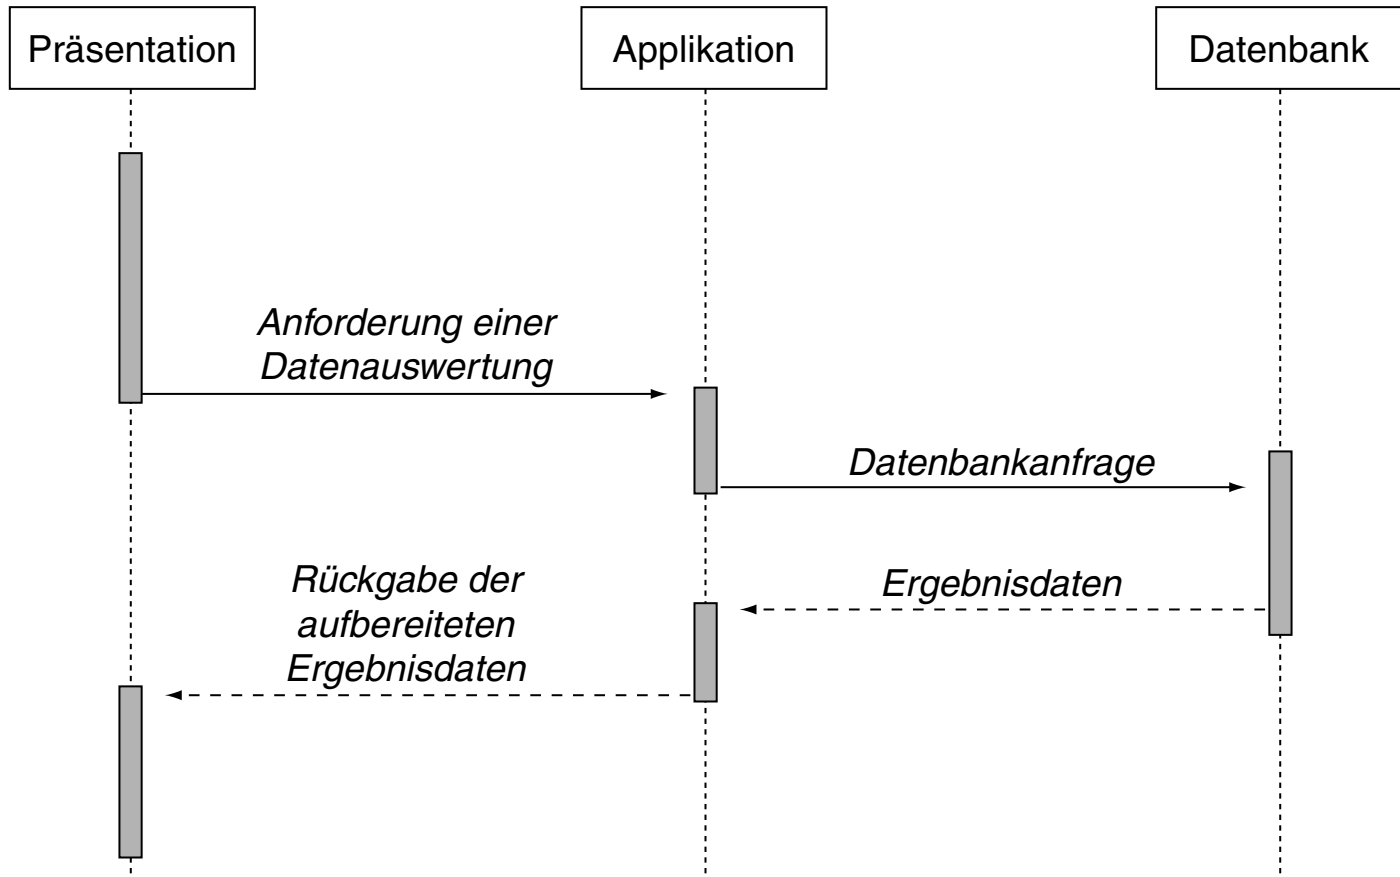 Präsentation
Applikation
Datenbank
Anforderung einer
Datenauswertung
Datenbankanfrage
Ergebnisdaten
Rückgabe der
aufbereiteten
Ergebnisdaten